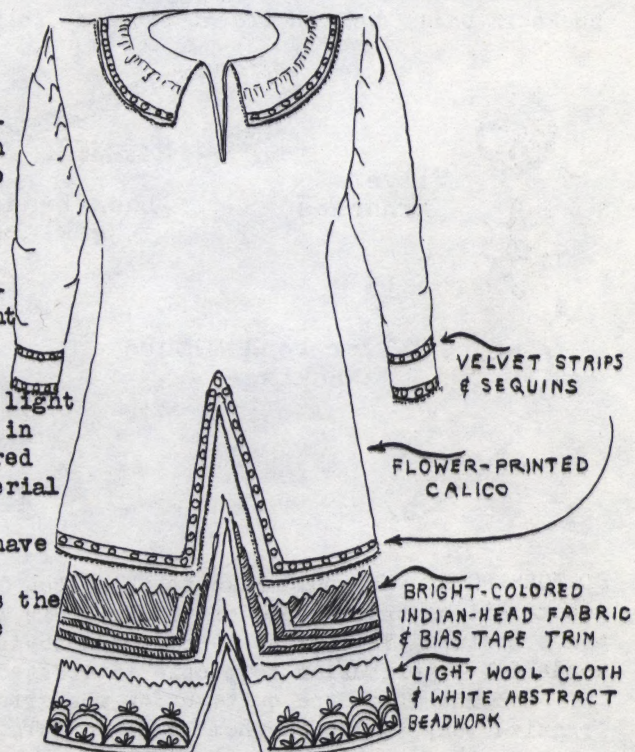 light
in
red
erial
have
s the
VELVET STRIPS
& SEQUINS
FLOWER-PRINTED
CALICO
BRIGHT-COLORED
INDIAN-HEAD FABRIC
& BIAS TAPE TRIM
LIGHT WOOL CLOTH
& WHITE ABSTRACT
BEADWORK